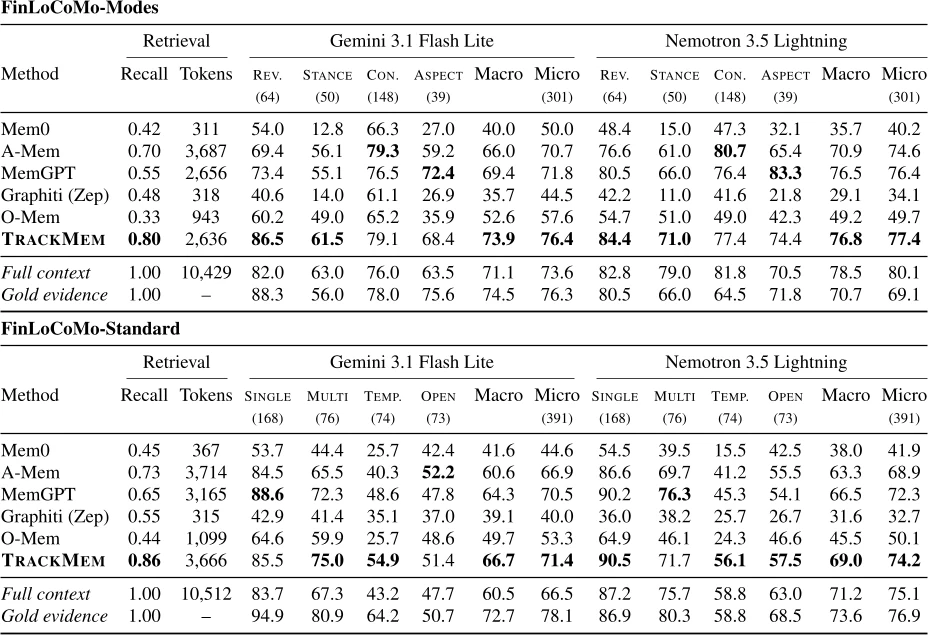 FinLoCoMo-Modes
Retrieval Gemini 3.1 Flash Lite Nemotron 3.5 Lightning
Method Recall Tokens REV. STANCE CON. ASPECT Macro Micro REV. STANCE CON. ASPECT Macro Micro
(64) (50) (148) (39) (301) (64) (50) (148) (39) (301)
Mem0 0.42 311 54.0 12.8 66.3 27.0 40.0 50.0 48.4 15.0 47.3 32.1 35.7 40.2
A-Mem 0.70 3,687 69.4 56.1 79.3 59.2 66.0 70.7 76.6 61.0 80.7 65.4 70.9 74.6
MemGPT 0.55 2,656 73.4 55.1 76.5 72.4 69.4 71.8 80.5 66.0 76.4 83.3 76.5 76.4
Graphiti (Zep) 0.48 318 40.6 14.0 61.1 26.9 35.7 44.5 42.2 11.0 41.6 21.8 29.1 34.1
O-Mem 0.33 943 60.2 49.0 65.2 35.9 52.6 57.6 54.7 51.0 49.0 42.3 49.2 49.7
TRACKMEM 0.80 2,636 86.5 61.5 79.1 68.4 73.9 76.4 84.4 71.0 77.4 74.4 76.8 77.4
Full context 1.00 10,429 82.0 63.0 76.0 63.5 71.1 73.6 82.8 79.0 81.8 70.5 78.5 80.1
Gold evidence 1.00 – 88.3 56.0 78.0 75.6 74.5 76.3 80.5 66.0 64.5 71.8 70.7 69.1
FinLoCoMo-Standard
Retrieval Gemini 3.1 Flash Lite Nemotron 3.5 Lightning
Method Recall Tokens SINGLE MULTI TEMP. OPEN Macro Micro SINGLE MULTI TEMP. OPEN Macro Micro
(168) (76) (74) (73) (391) (168) (76) (74) (73) (391)
Mem0 0.45 367 53.7 44.4 25.7 42.4 41.6 44.6 54.5 39.5 15.5 42.5 38.0 41.9
A-Mem 0.73 3,714 84.5 65.5 40.3 52.2 60.6 66.9 86.6 69.7 41.2 55.5 63.3 68.9
MemGPT 0.65 3,165 88.6 72.3 48.6 47.8 64.3 70.5 90.2 76.3 45.3 54.1 66.5 72.3
Graphiti (Zep) 0.55 315 42.9 41.4 35.1 37.0 39.1 40.0 36.0 38.2 25.7 26.7 31.6 32.7
O-Mem 0.44 1,099 64.6 59.9 25.7 48.6 49.7 53.3 64.9 46.1 24.3 46.6 45.5 50.1
TRACKMEM 0.86 3,666 85.5 75.0 54.9 51.4 66.7 71.4 90.5 71.7 56.1 57.5 69.0 74.2
Full context 1.00 10,512 83.7 67.3 43.2 47.7 60.5 66.5 87.2 75.7 58.8 63.0 71.2 75.1
Gold evidence 1.00 – 94.9 80.9 64.2 50.7 72.7 78.1 86.9 80.3 58.8 68.5 73.6 76.9